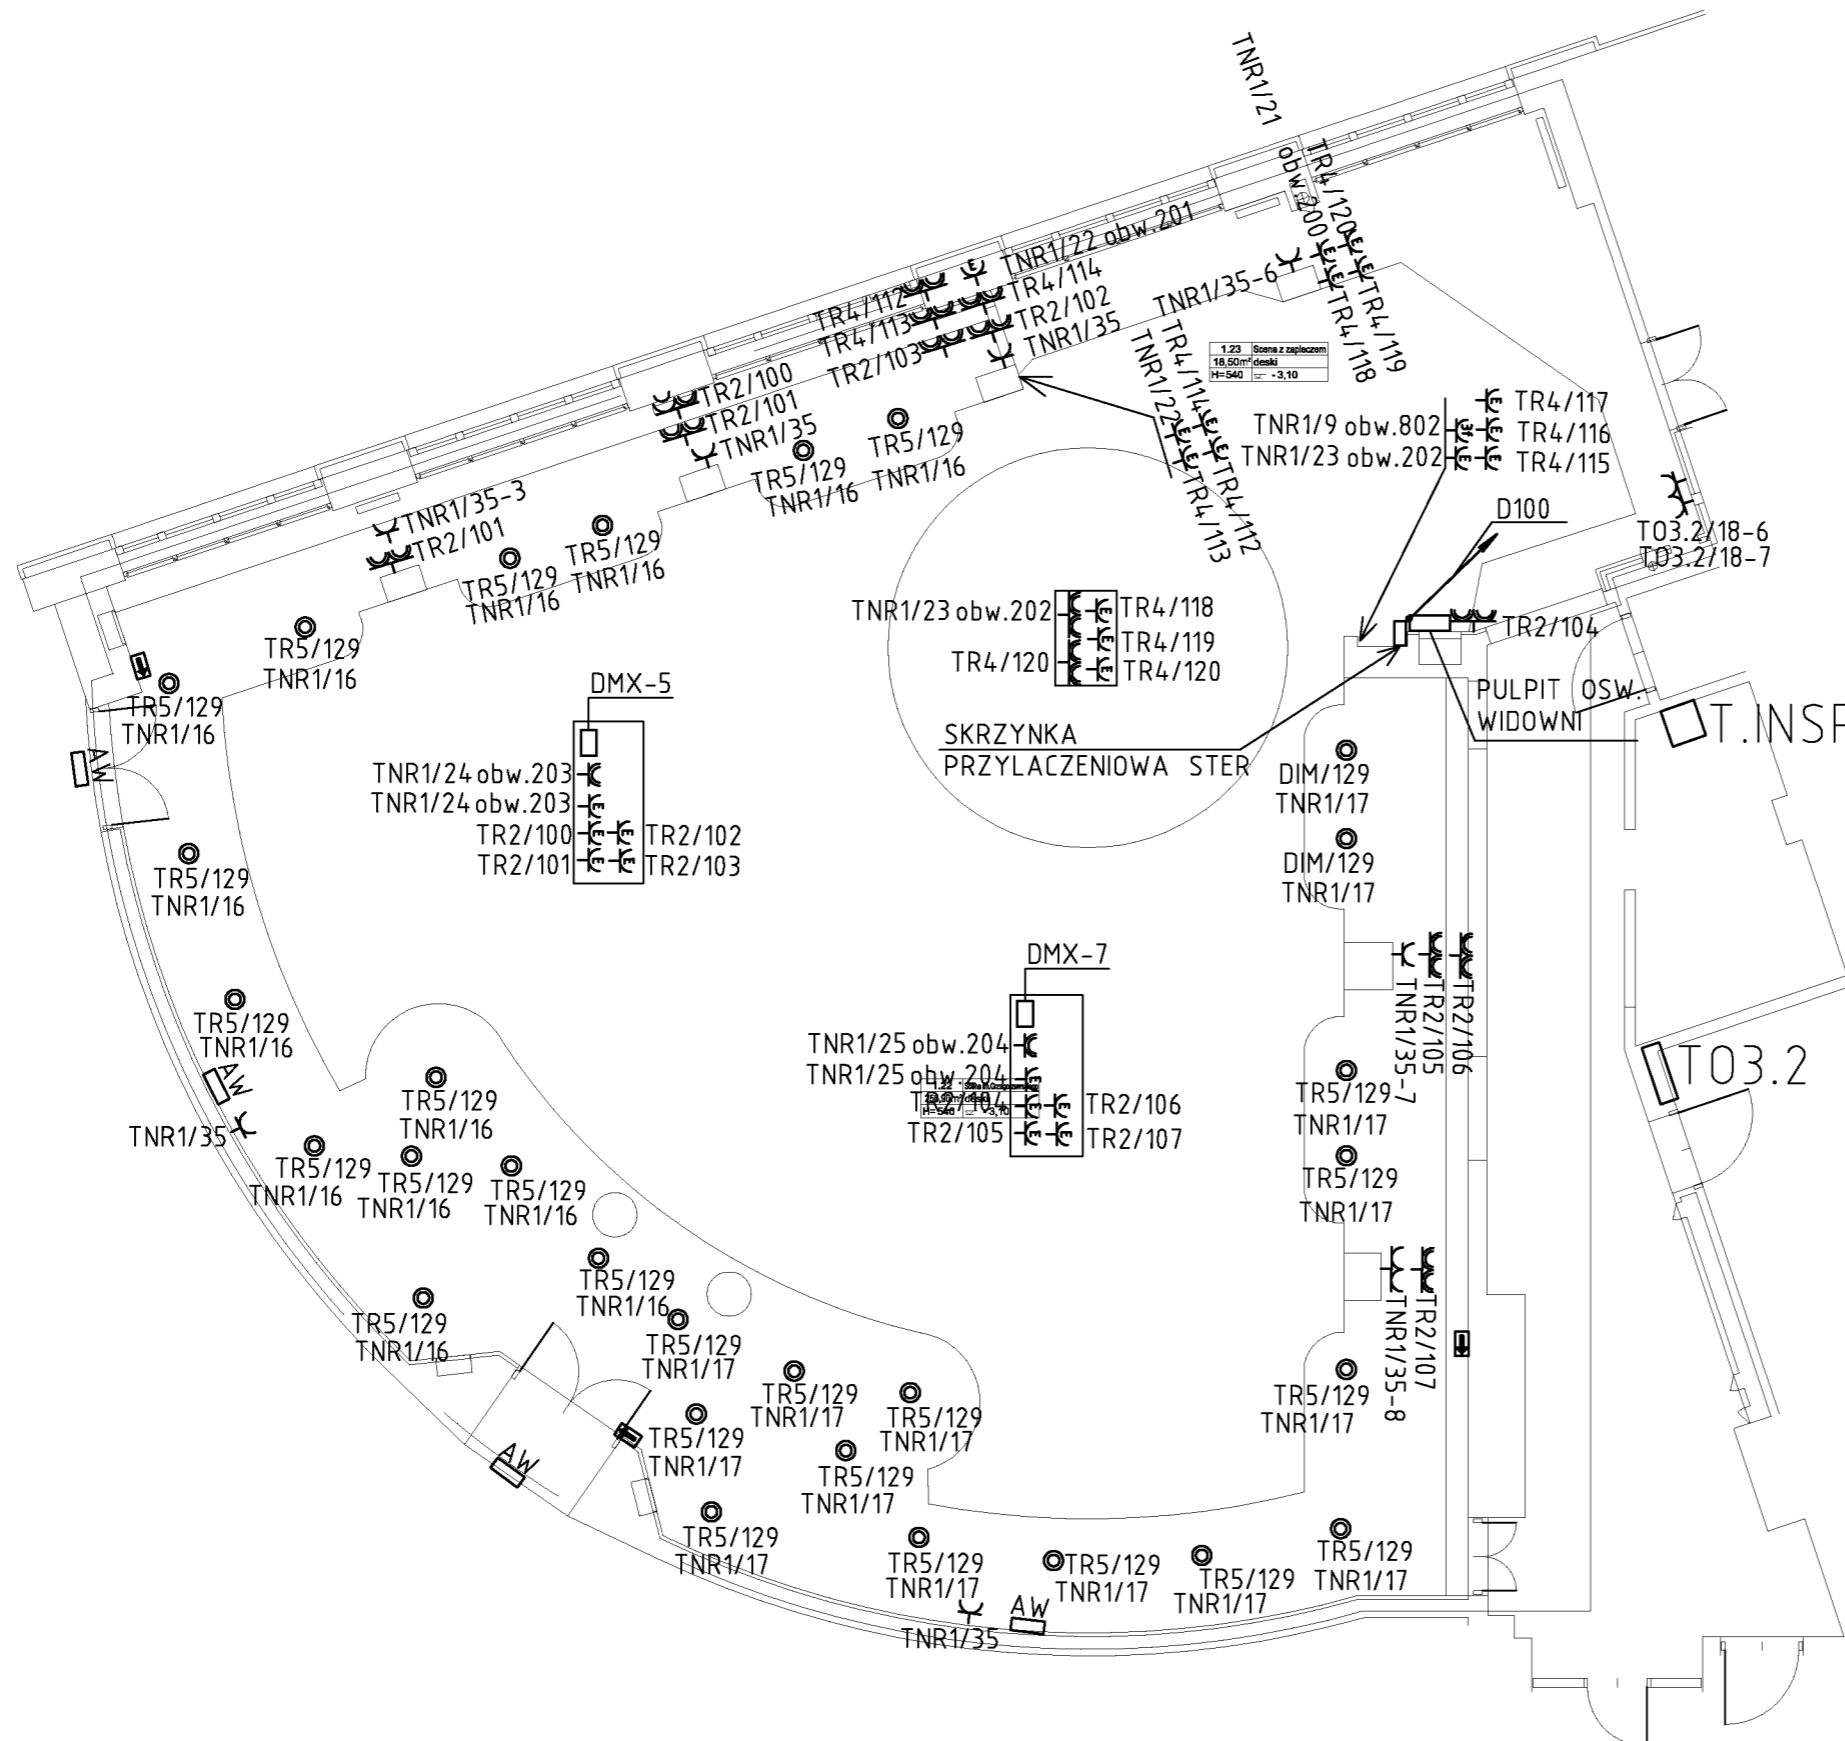 TNR1/21
obw.200
TR4/120
TNR1/22 obw.201
TR4/112
TR4/114
TR4/113
TR2/102
TR2/103
TNR1/35
TNR1/35-6
TR4/119
TR4/118
1.23 Scena z zapleczem
18,50m² deski
H=540 -3,10
TR2/100
TR2/101
TNR1/35
TR4/114
TNR1/22
TR4/112
TR4/113
TR4/117
TNR1/9 obw.802
TR4/116
TNR1/23 obw.202
TR4/115
TR5/129
TNR1/16
TR5/129
TNR1/16
TNR1/35-3
TR2/101
D100
TO3.2/18-6
TO3.2/18-7
TR5/129
TNR1/16
TR5/129
TNR1/16
TNR1/23 obw.202
TR4/118
TR4/119
TR4/120
TR4/120
TR2/104
TR5/129
TNR1/16
TR5/129
TNR1/16
DMX-5
PULPIT OSW.
WIDOWNI
T.INSP
SKRZYNKA
PRZYLACZENIOWA STER
AW
TNR1/24 obw.203
TNR1/24 obw.203
TR2/100
TR2/102
TR2/101
TR2/103
DIM/129
TNR1/17
DIM/129
TNR1/17
TR5/129
TNR1/16
DMX-7
TNR1/35-7
TR2/105
TR2/106
TR5/129
TNR1/16
TNR1/25 obw.204
TNR1/25 obw.204
1.22
TR2/104
deski
H=540 -3,10
TR2/106
TR2/105
TR2/107
TO3.2
AW
TNR1/35
TR5/129
TNR1/16
TR5/129
TNR1/17
TR5/129
TNR1/16
TR5/129
TNR1/16
TR5/129
TNR1/16
TR5/129
TNR1/17
TR5/129
TNR1/16
TR5/129
TNR1/16
TR5/129
TNR1/17
TNR1/35-8
TR2/107
TR5/129
TNR1/17
TR5/129
TNR1/17
TR5/129
TNR1/17
TR5/129
TNR1/17
TR5/129
TNR1/17
AW
TR5/129
TNR1/17
TR5/129
TNR1/17
TR5/129
TNR1/17
TR5/129
TNR1/17
TR5/129
TNR1/17
AW
TNR1/35